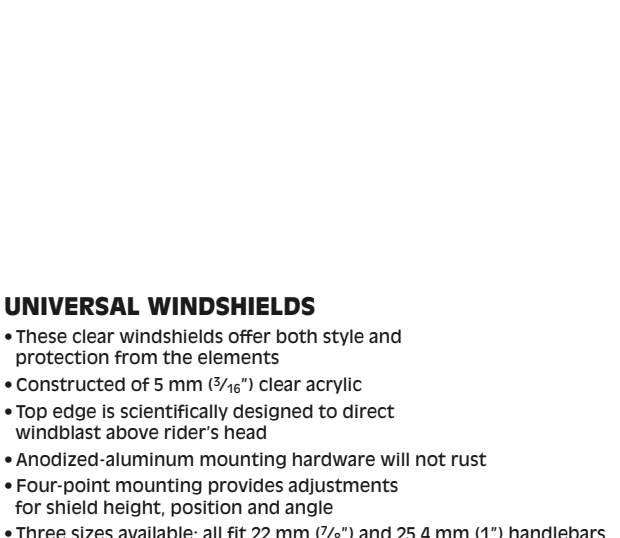 UNIVERSAL WINDSHIELDS
• These clear windshields offer both style and
protection from the elements
• Constructed of 5 mm (3/16") clear acrylic
• Top edge is scientifically designed to direct
windblast above rider's head
• Anodized-aluminum mounting hardware will not rust
• Four-point mounting provides adjustments
for shield height, position and angle
• Three sizes available; all fit 22 mm (7/8") and 25.4 mm (1") handlebars